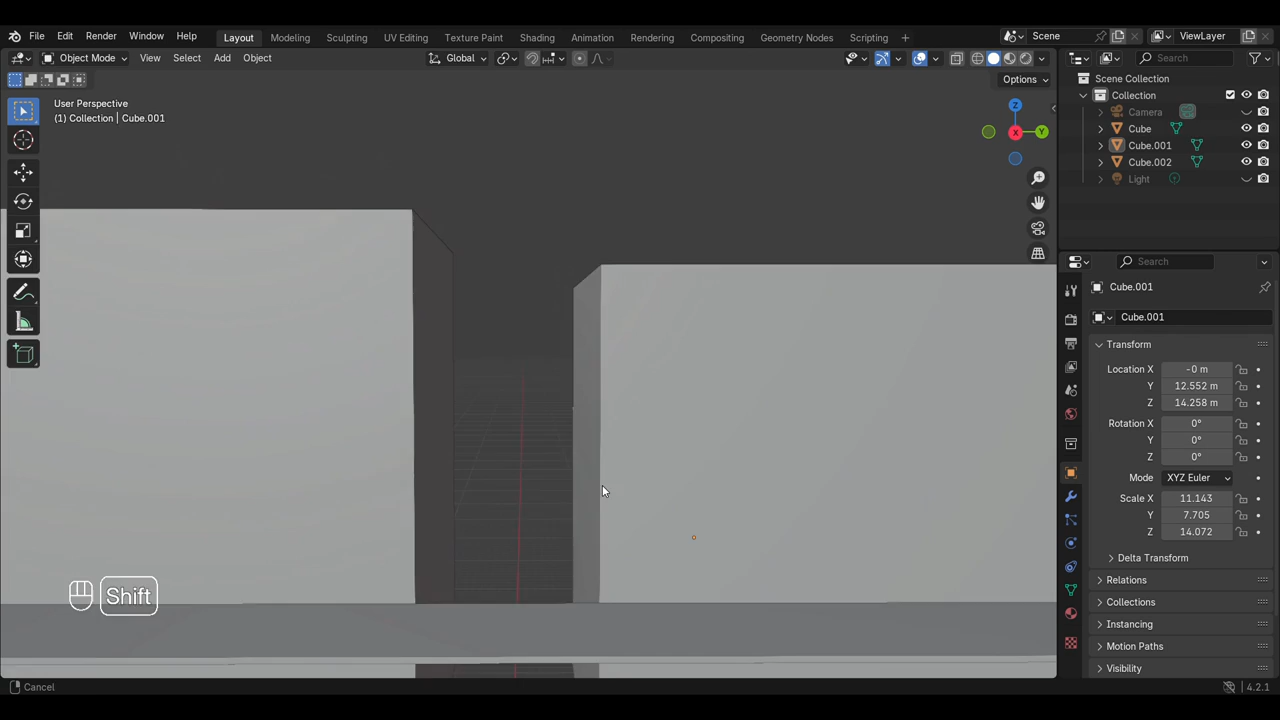 File Edit Render Window Help Layout Modeling Sculpting UV Editing Texture Paint Shading Animation Rendering Compositing Geometry Nodes Scripting + Scene ViewLayer
Object Mode View Select Add Object Global Search
Options
User Perspective
(1) Collection | Cube.001
Z
X
Y
Scene Collection
Collection
Camera
Cube
Cube.001
Cube.002
Light
Search
Cube.001
Cube.001
Transform
Location X -0 m
Y 12.552 m
Z 14.258 m
Rotation X 0°
Y 0°
Z 0°
Mode XYZ Euler
Scale X 11.143
Y 7.705
Z 14.072
Delta Transform
Relations
Collections
Instancing
Motion Paths
Visibility
Shift
Cancel 4.2.1